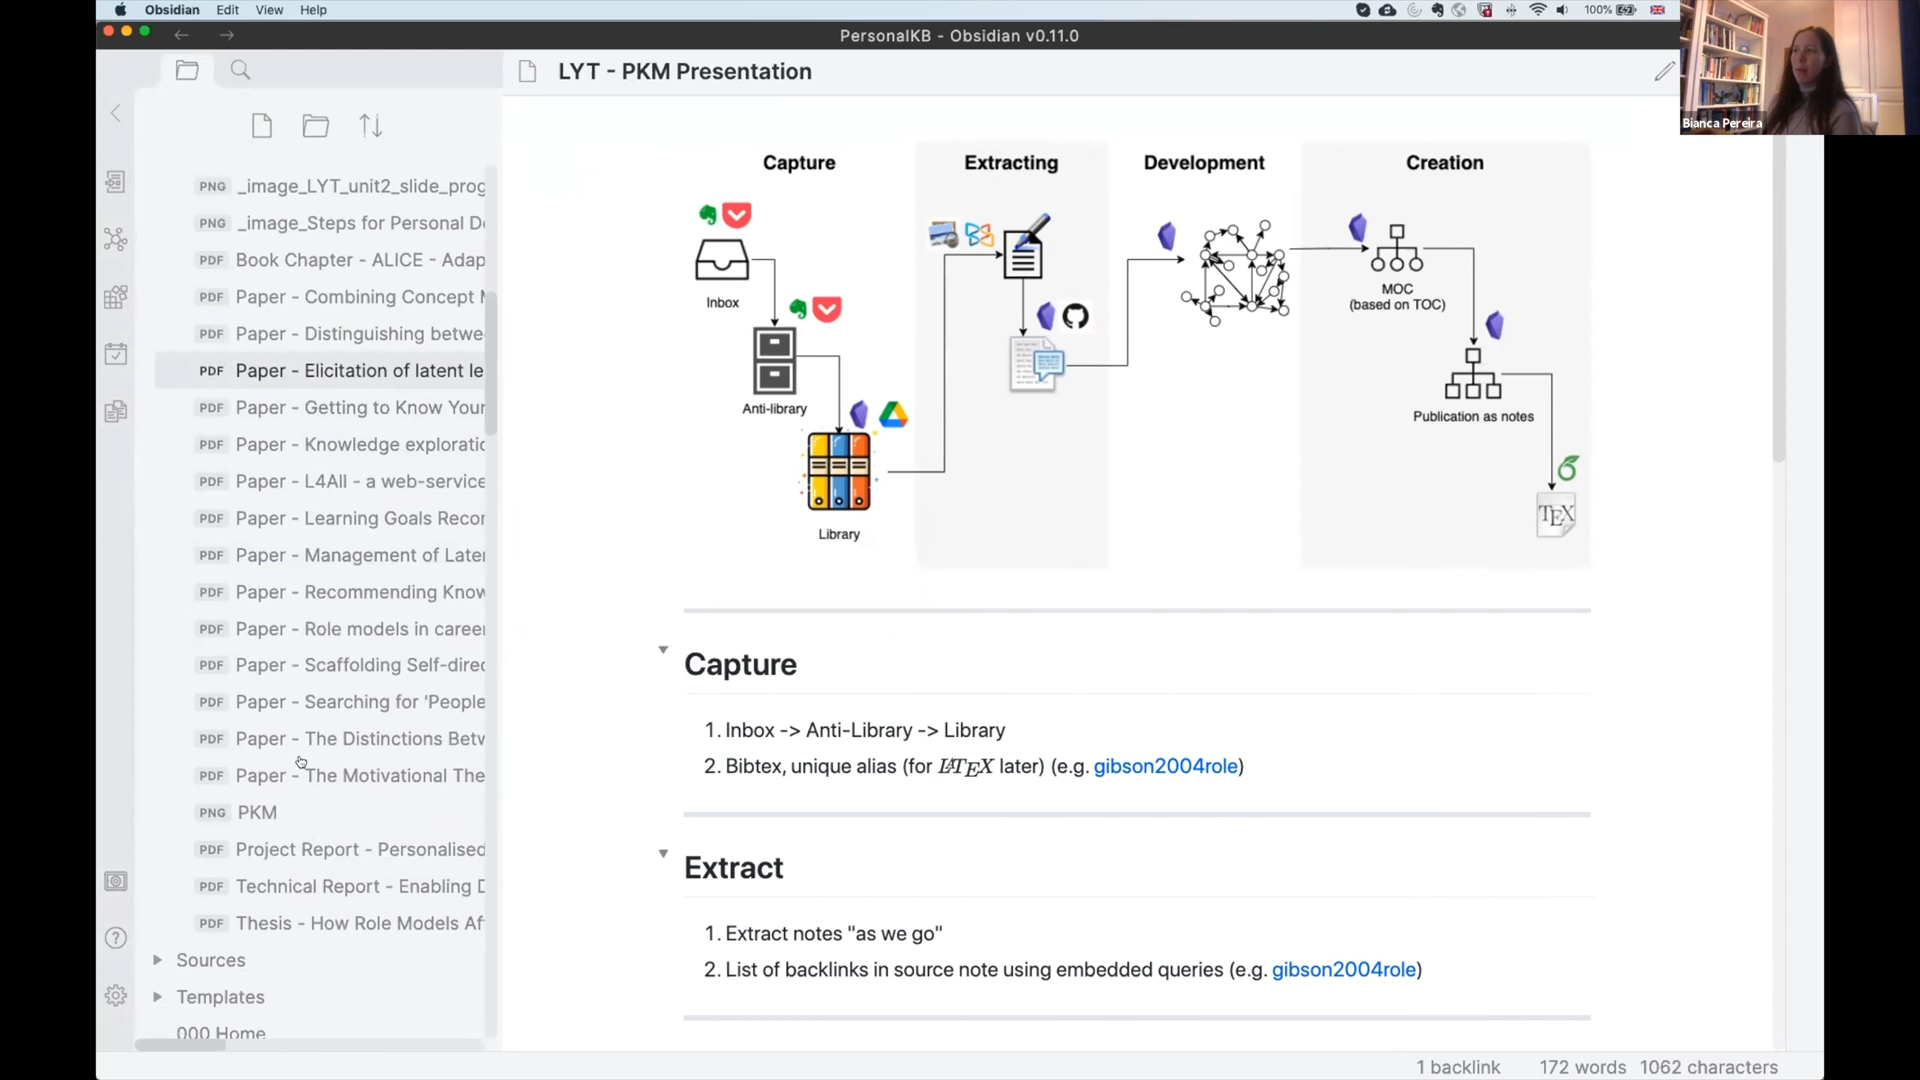 Obsidian Edit View Help
100%
PersonalKB - Obsidian v0.11.0
LYT - PKM Presentation
Bianca Pereira
PNG _image_LYT_unit2_slide_prog
PNG _image_Steps for Personal De
PDF Book Chapter - ALICE - Adap
PDF Paper - Combining Concept M
PDF Paper - Distinguishing betwe
PDF Paper - Elicitation of latent le
PDF Paper - Getting to Know Your
PDF Paper - Knowledge exploratic
PDF Paper - L4All - a web-service
PDF Paper - Learning Goals Recor
PDF Paper - Management of Later
PDF Paper - Recommending Know
PDF Paper - Role models in career
PDF Paper - Scaffolding Self-direc
PDF Paper - Searching for 'People
PDF Paper - The Distinctions Betw
PDF Paper - The Motivational The
PNG PKM
PDF Project Report - Personalised
PDF Technical Report - Enabling D
PDF Thesis - How Role Models Af
Sources
Templates
000 Home
Capture Extracting Development Creation
Inbox
Anti-library
Library
MOC
(based on TOC)
Publication as notes
TEX
Capture
1. Inbox -> Anti-Library -> Library
2. Bibtex, unique alias (for LATEX later) (e.g. gibson2004role)
Extract
1. Extract notes "as we go"
2. List of backlinks in source note using embedded queries (e.g. gibson2004role)
1 backlink 172 words 1062 characters